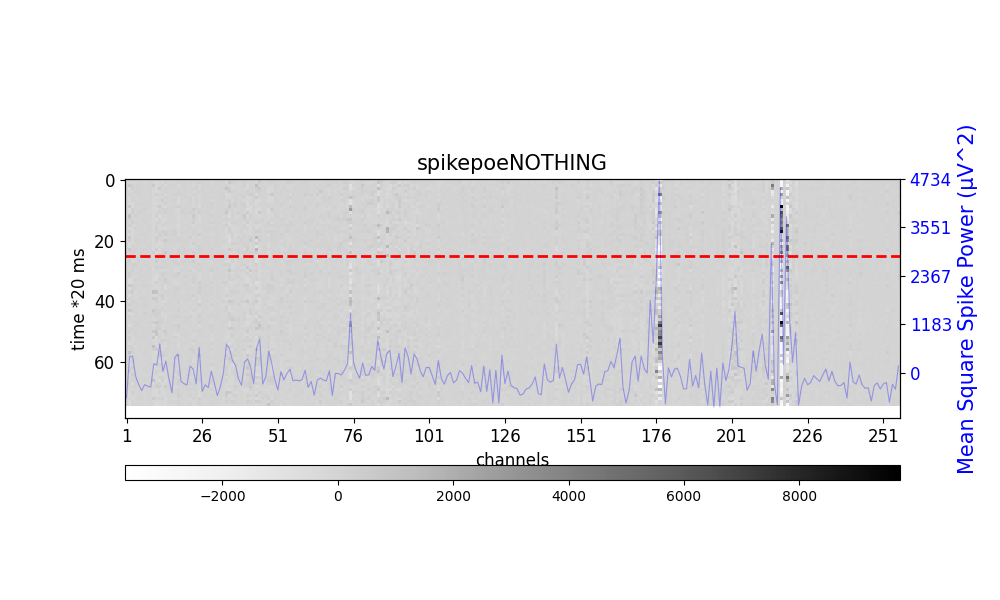 spikepoeNOTHING
0
20
40
60
time *20 ms
4734
3551
2367
1183
0
Mean Square Spike Power (µV^2)
1 26 51 76 101 126 151 176 201 226 251
channels
−2000 0 2000 4000 6000 8000